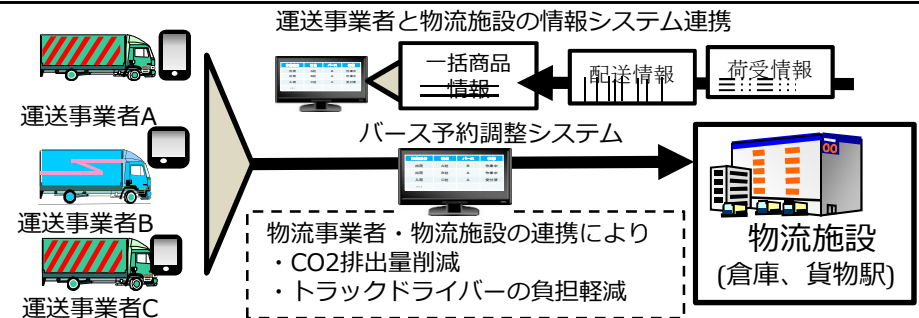 運送事業者と物流施設の情報システム連携
一括商品
情報
配送情報
荷受情報
運送事業者A
バース予約調整システム
運送事業者B
物流事業者・物流施設の連携により
・CO2排出量削減
・トラックドライバーの負担軽減
運送事業者C
物流施設
(倉庫、貨物駅)